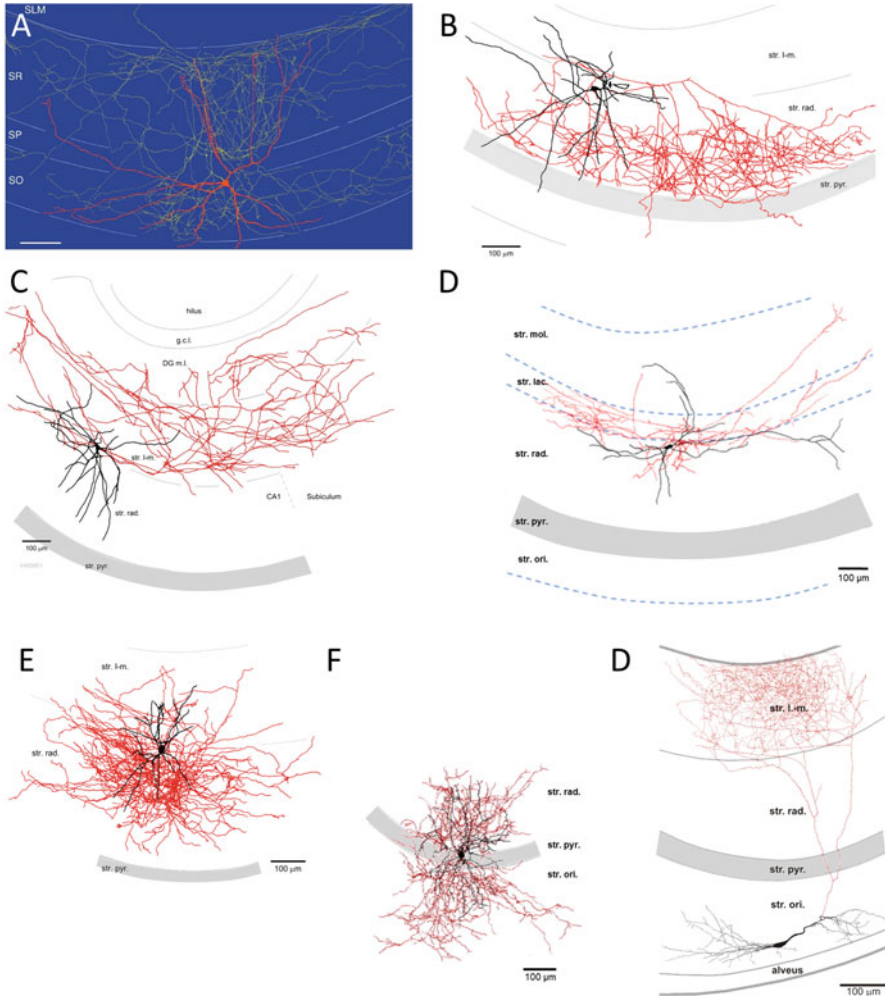 A
SLM
SR
SP
SO
B
str. l-m.
str. rad.
str. pyr.
100 µm
C
hilus
g.c.l.
DG m.l.
str. l-m.
CA1
Subiculum
str. rad.
100 µm
str. pyr.
D
str. mol.
str. lac.
str. rad.
str. pyr.
str. ori.
100 µm
E
str. l-m.
str. rad.
str. pyr.
100 µm
F
str. rad.
str. pyr.
str. ori.
100 µm
D
str. l.-m.
str. rad.
str. pyr.
str. ori.
alveus
100 µm